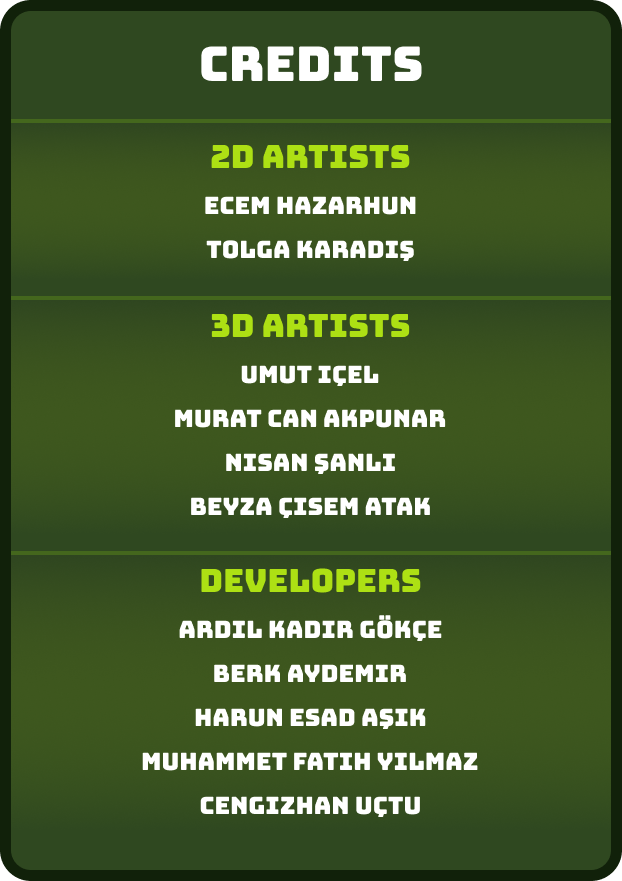 CREDITS
2D ARTISTS
ECEM HAZARHUN
TOLGA KARADIŞ
3D ARTISTS
UMUT IÇEL
MURAT CAN AKPUNAR
NISAN ŞANLI
BEYZA ÇISEM ATAK
DEVELOPERS
ARDIL KADIR GÖKÇE
BERK AYDEMIR
HARUN ESAD AŞIK
MUHAMMET FATIH YILMAZ
CENGIZHAN UÇTU